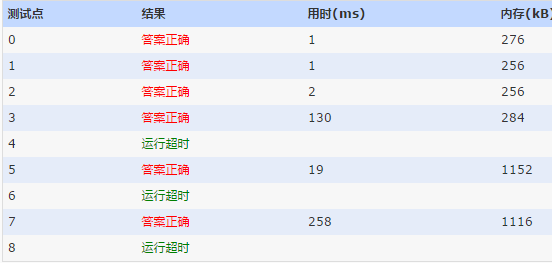 测试点 结果 用时(ms) 内存(kB)
0 答案正确 1 276
1 答案正确 1 256
2 答案正确 2 256
3 答案正确 130 284
4 运行超时
5 答案正确 19 1152
6 运行超时
7 答案正确 258 1116
8 运行超时